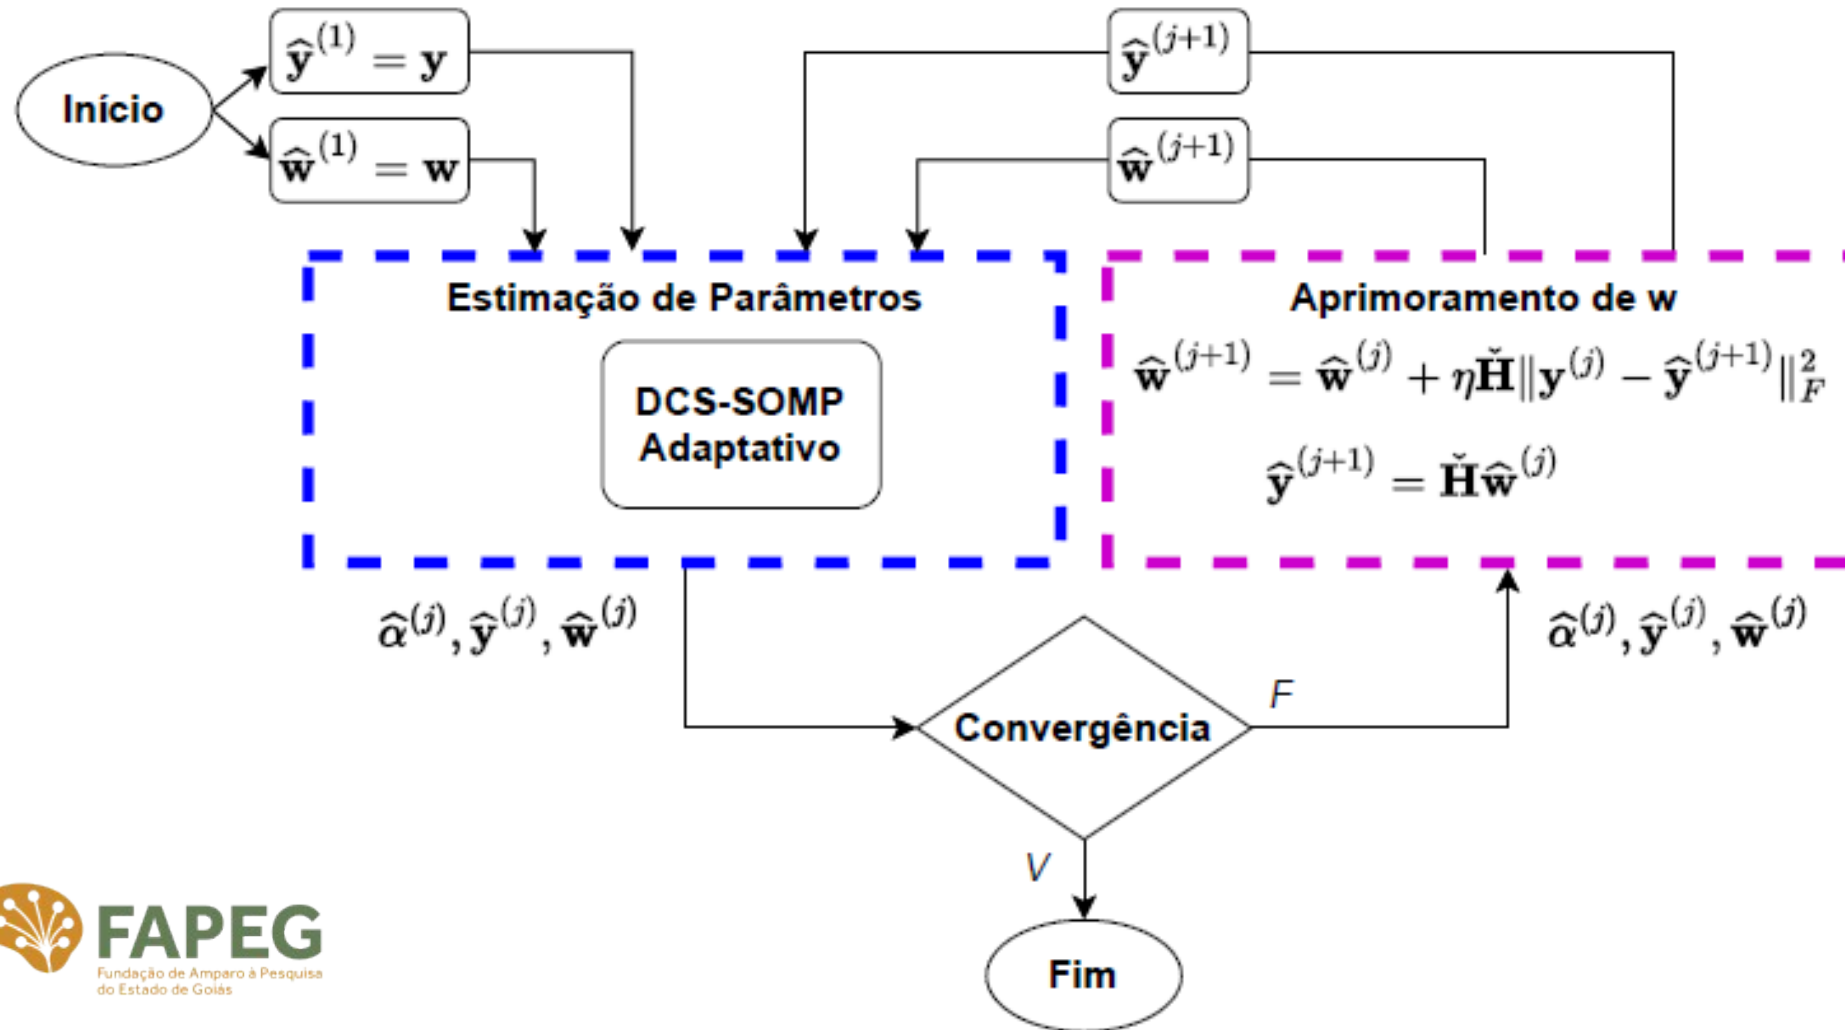 Início
ŷ^(1) = y
ŵ^(1) = w
ŷ^(j+1)
ŵ^(j+1)
Estimação de Parâmetros
DCS-SOMP
Adaptativo
Aprimoramento de w
ŵ^(j+1) = ŵ^(j) + ηȞ‖y^(j) − ŷ^(j+1)‖²_F
ŷ^(j+1) = Ȟŵ^(j)
α̂^(j), ŷ^(j), ŵ^(j)
α̂^(j), ŷ^(j), ŵ^(j)
Convergência
F
V
Fim
FAPEG
Fundação de Amparo à Pesquisa
do Estado de Goiás